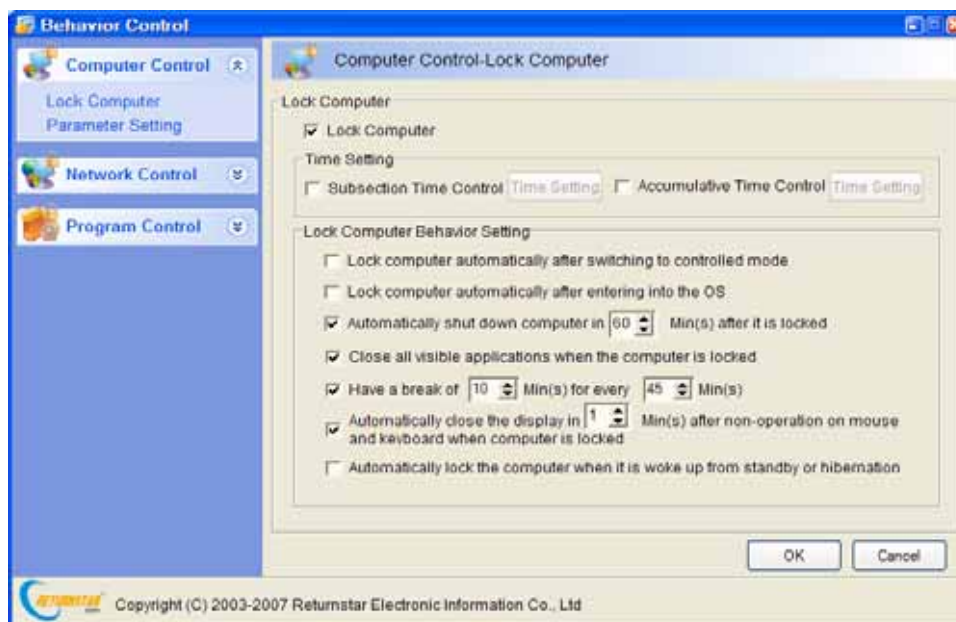 Behavior Control
Computer Control
Lock Computer
Parameter Setting
Network Control
Program Control
Computer Control-Lock Computer
Lock Computer
Lock Computer
Time Setting
Subsection Time Control Time Setting Accumulative Time Control Time Setting
Lock Computer Behavior Setting
Lock computer automatically after switching to controlled mode
Lock computer automatically after entering into the OS
Automatically shut down computer in 60 Min(s) after it is locked
Close all visible applications when the computer is locked
Have a break of 10 Min(s) for every 45 Min(s)
Automatically close the display in 1 Min(s) after non-operation on mouse
and keyboard when computer is locked
Automatically lock the computer when it is woke up from standby or hibernation
OK Cancel
RETURNSTAR Copyright (C) 2003-2007 Returnstar Electronic Information Co., Ltd